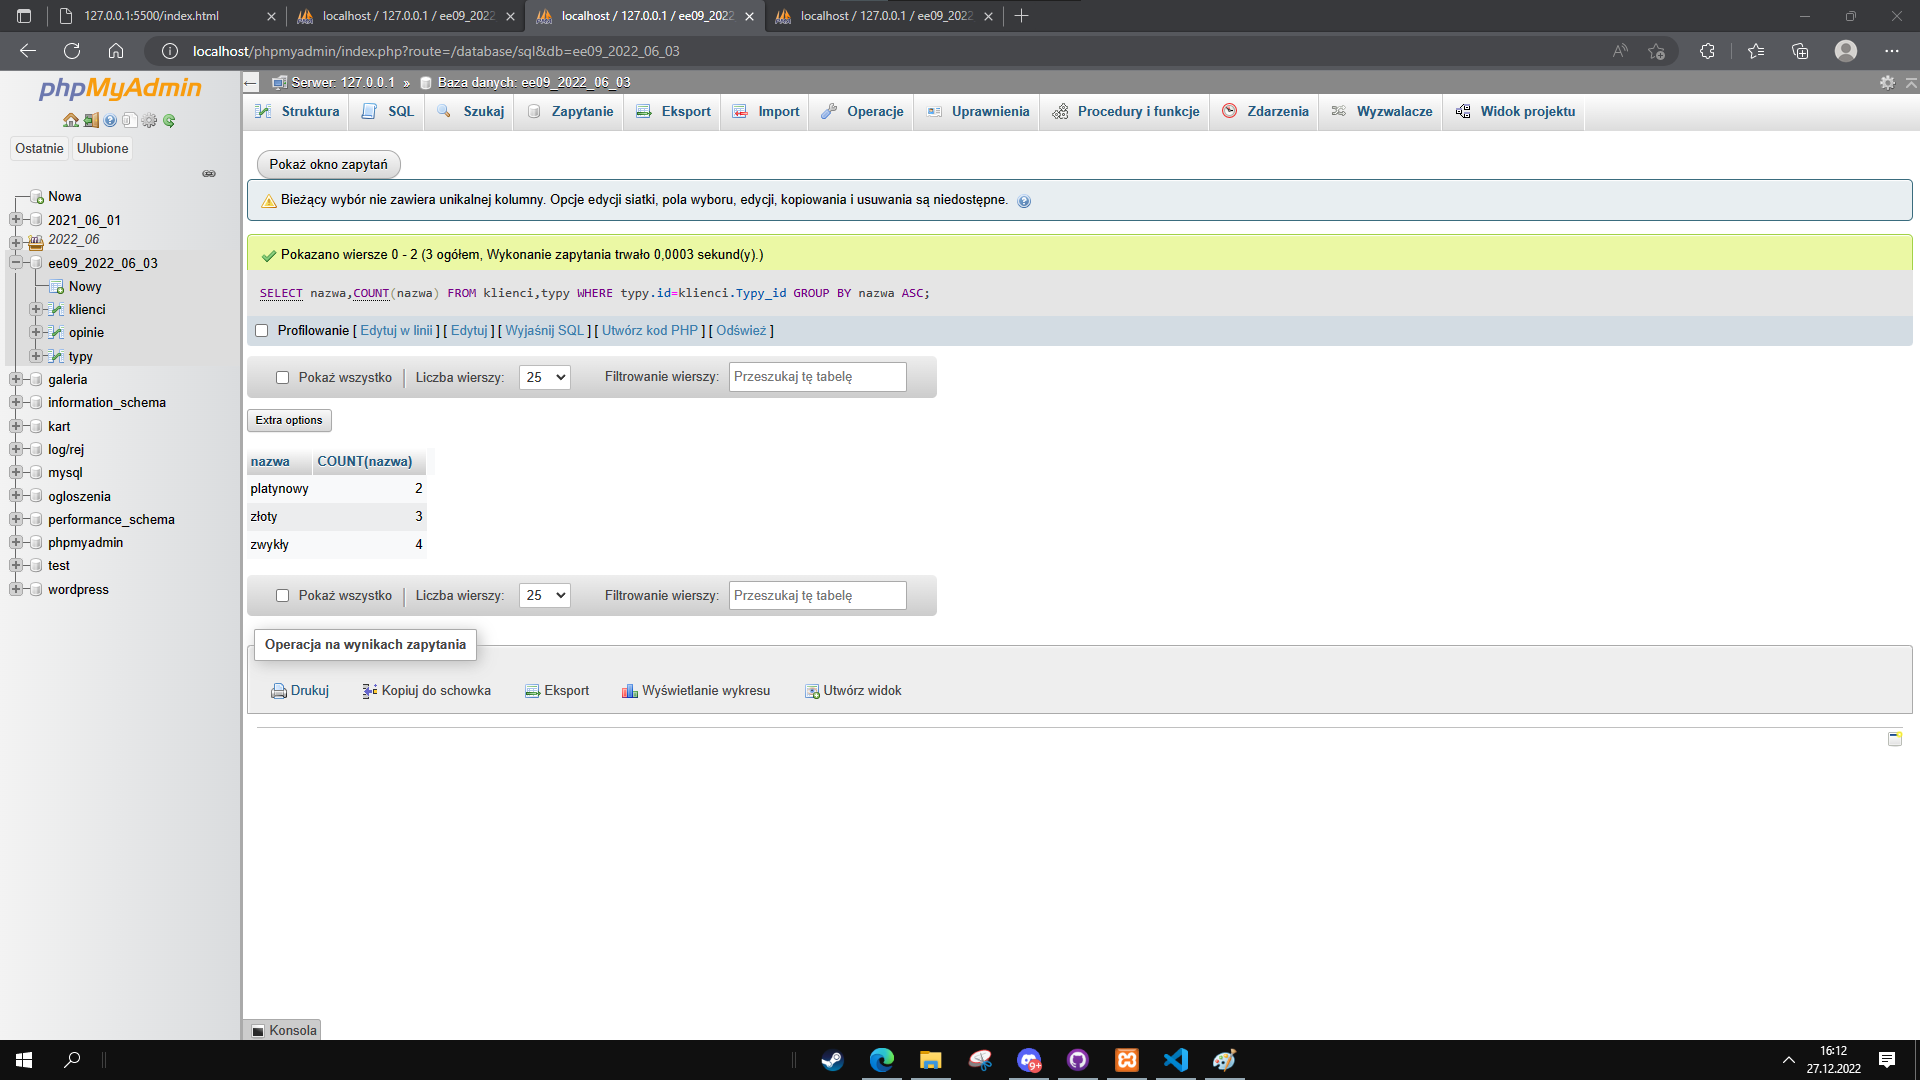 127.0.0.1:5500/index.html
localhost / 127.0.0.1 / ee09_2022
localhost / 127.0.0.1 / ee09_2022
localhost / 127.0.0.1 / ee09_2022
localhost/phpmyadmin/index.php?route=/database/sql&db=ee09_2022_06_03
phpMyAdmin
Ostatnie Ulubione
Nowa
2021_06_01
2022_06
ee09_2022_06_03
Nowy
klienci
opinie
typy
galeria
information_schema
kart
log/rej
mysql
ogloszenia
performance_schema
phpmyadmin
test
wordpress
Serwer: 127.0.0.1 » Baza danych: ee09_2022_06_03
Struktura SQL Szukaj Zapytanie Eksport Import Operacje Uprawnienia Procedury i funkcje Zdarzenia Wyzwalacze Widok projektu
Pokaż okno zapytań
Bieżący wybór nie zawiera unikalnej kolumny. Opcje edycji siatki, pola wyboru, edycji, kopiowania i usuwania są niedostępne.
Pokazano wiersze 0 - 2 (3 ogółem, Wykonanie zapytania trwało 0,0003 sekund(y).)
SELECT nazwa,COUNT(nazwa) FROM klienci,typy WHERE typy.id=klienci.Typy_id GROUP BY nazwa ASC;
Profilowanie [ Edytuj w linii ] [ Edytuj ] [ Wyjaśnij SQL ] [ Utwórz kod PHP ] [ Odśwież ]
Pokaż wszystko | Liczba wierszy: 25 Filtrowanie wierszy: Przeszukaj tę tabelę
Extra options
nazwa COUNT(nazwa)
platynowy 2
złoty 3
zwykły 4
Pokaż wszystko | Liczba wierszy: 25 Filtrowanie wierszy: Przeszukaj tę tabelę
Operacja na wynikach zapytania
Drukuj Kopiuj do schowka Eksport Wyświetlanie wykresu Utwórz widok
Konsola
9+
16:12
27.12.2022